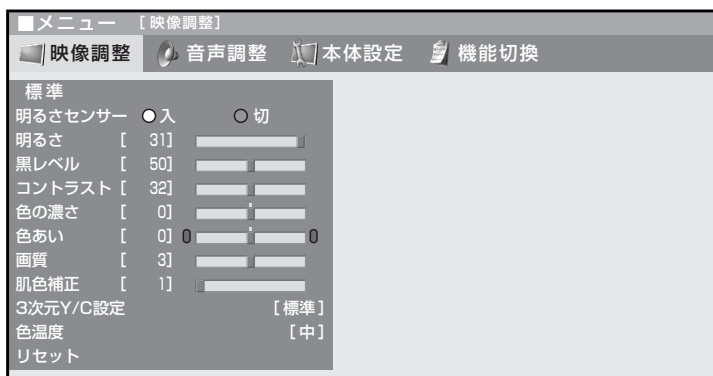 ■メニュー [映像調整]
映像調整 音声調整 本体設定 機能切換
標準
明るさセンサー 入 切
明るさ [ 31]
黒レベル [ 50]
コントラスト [ 32]
色の濃さ [ 0]
色あい [ 0]
画質 [ 3]
肌色補正 [ 1]
3次元Y/C設定 [標準]
色温度 [中]
リセット